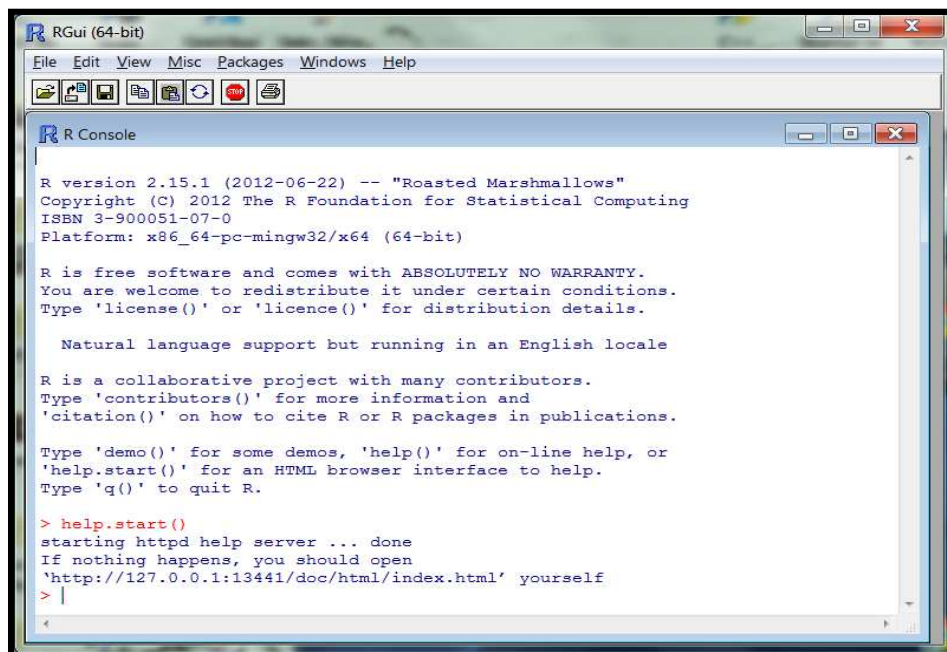 RGui (64-bit)
File Edit View Misc Packages Windows Help
STOP
R Console
R version 2.15.1 (2012-06-22) -- "Roasted Marshmallows"
Copyright (C) 2012 The R Foundation for Statistical Computing
ISBN 3-900051-07-0
Platform: x86_64-pc-mingw32/x64 (64-bit)
R is free software and comes with ABSOLUTELY NO WARRANTY.
You are welcome to redistribute it under certain conditions.
Type 'license()' or 'licence()' for distribution details.
Natural language support but running in an English locale
R is a collaborative project with many contributors.
Type 'contributors()' for more information and
'citation()' on how to cite R or R packages in publications.
Type 'demo()' for some demos, 'help()' for on-line help, or
'help.start()' for an HTML browser interface to help.
Type 'q()' to quit R.
> help.start()
starting httpd help server ... done
If nothing happens, you should open
‘http://127.0.0.1:13441/doc/html/index.html’ yourself
>